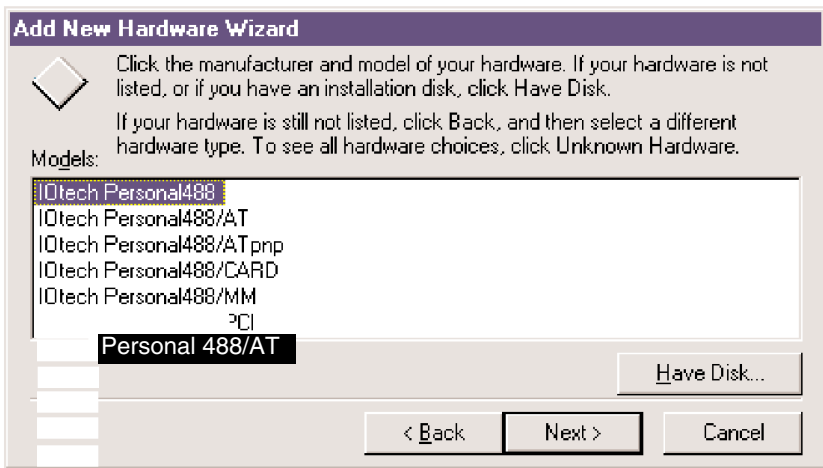 Add New Hardware Wizard
Click the manufacturer and model of your hardware. If your hardware is not
listed, or if you have an installation disk, click Have Disk.
If your hardware is still not listed, click Back, and then select a different
hardware type. To see all hardware choices, click Unknown Hardware.
Models:
IOtech Personal488
IOtech Personal488/AT
IOtech Personal488/ATpnp
IOtech Personal488/CARD
IOtech Personal488/MM
PCI
Personal 488/AT
Have Disk...
< Back
Next >
Cancel